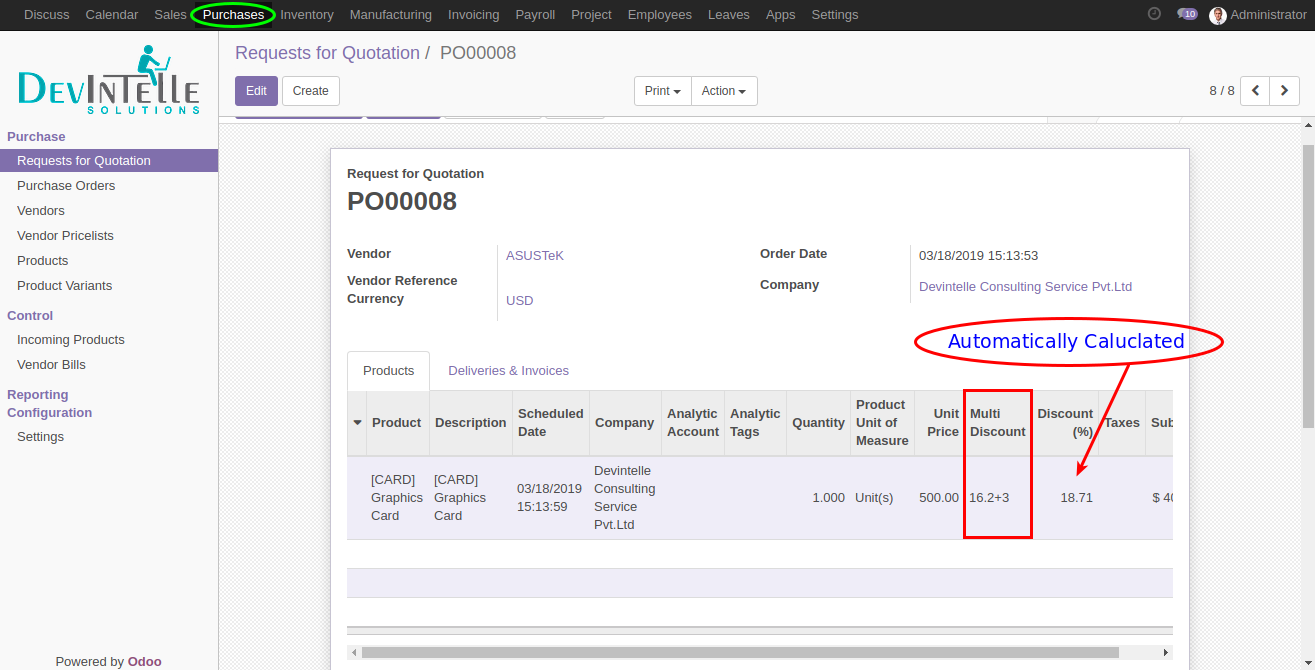 Discuss Calendar Sales Purchases Inventory Manufacturing Invoicing Payroll Project Employees Leaves Apps Settings 10 Administrator
DEVINTELLE
SOLUTIONS
Requests for Quotation / PO00008
Edit Create Print Action 8 / 8
Purchase
Requests for Quotation
Purchase Orders
Vendors
Vendor Pricelists
Products
Product Variants
Control
Incoming Products
Vendor Bills
Reporting
Configuration
Settings
Powered by Odoo
Request for Quotation
PO00008
Vendor ASUSTeK
Vendor Reference
Currency USD
Order Date 03/18/2019 15:13:53
Company Devintelle Consulting Service Pvt.Ltd
Automatically Caluclated
Products Deliveries & Invoices
Product
Description
Scheduled
Date
Company
Analytic
Account
Analytic
Tags
Quantity
Product
Unit of
Measure
Unit
Price
Multi
Discount
Discount
(%)
Taxes
Sub
[CARD]
Graphics
Card
[CARD]
Graphics
Card
03/18/2019
15:13:59
Devintelle
Consulting
Service
Pvt.Ltd
1.000
Unit(s)
500.00
16.2+3
18.71
$ 40